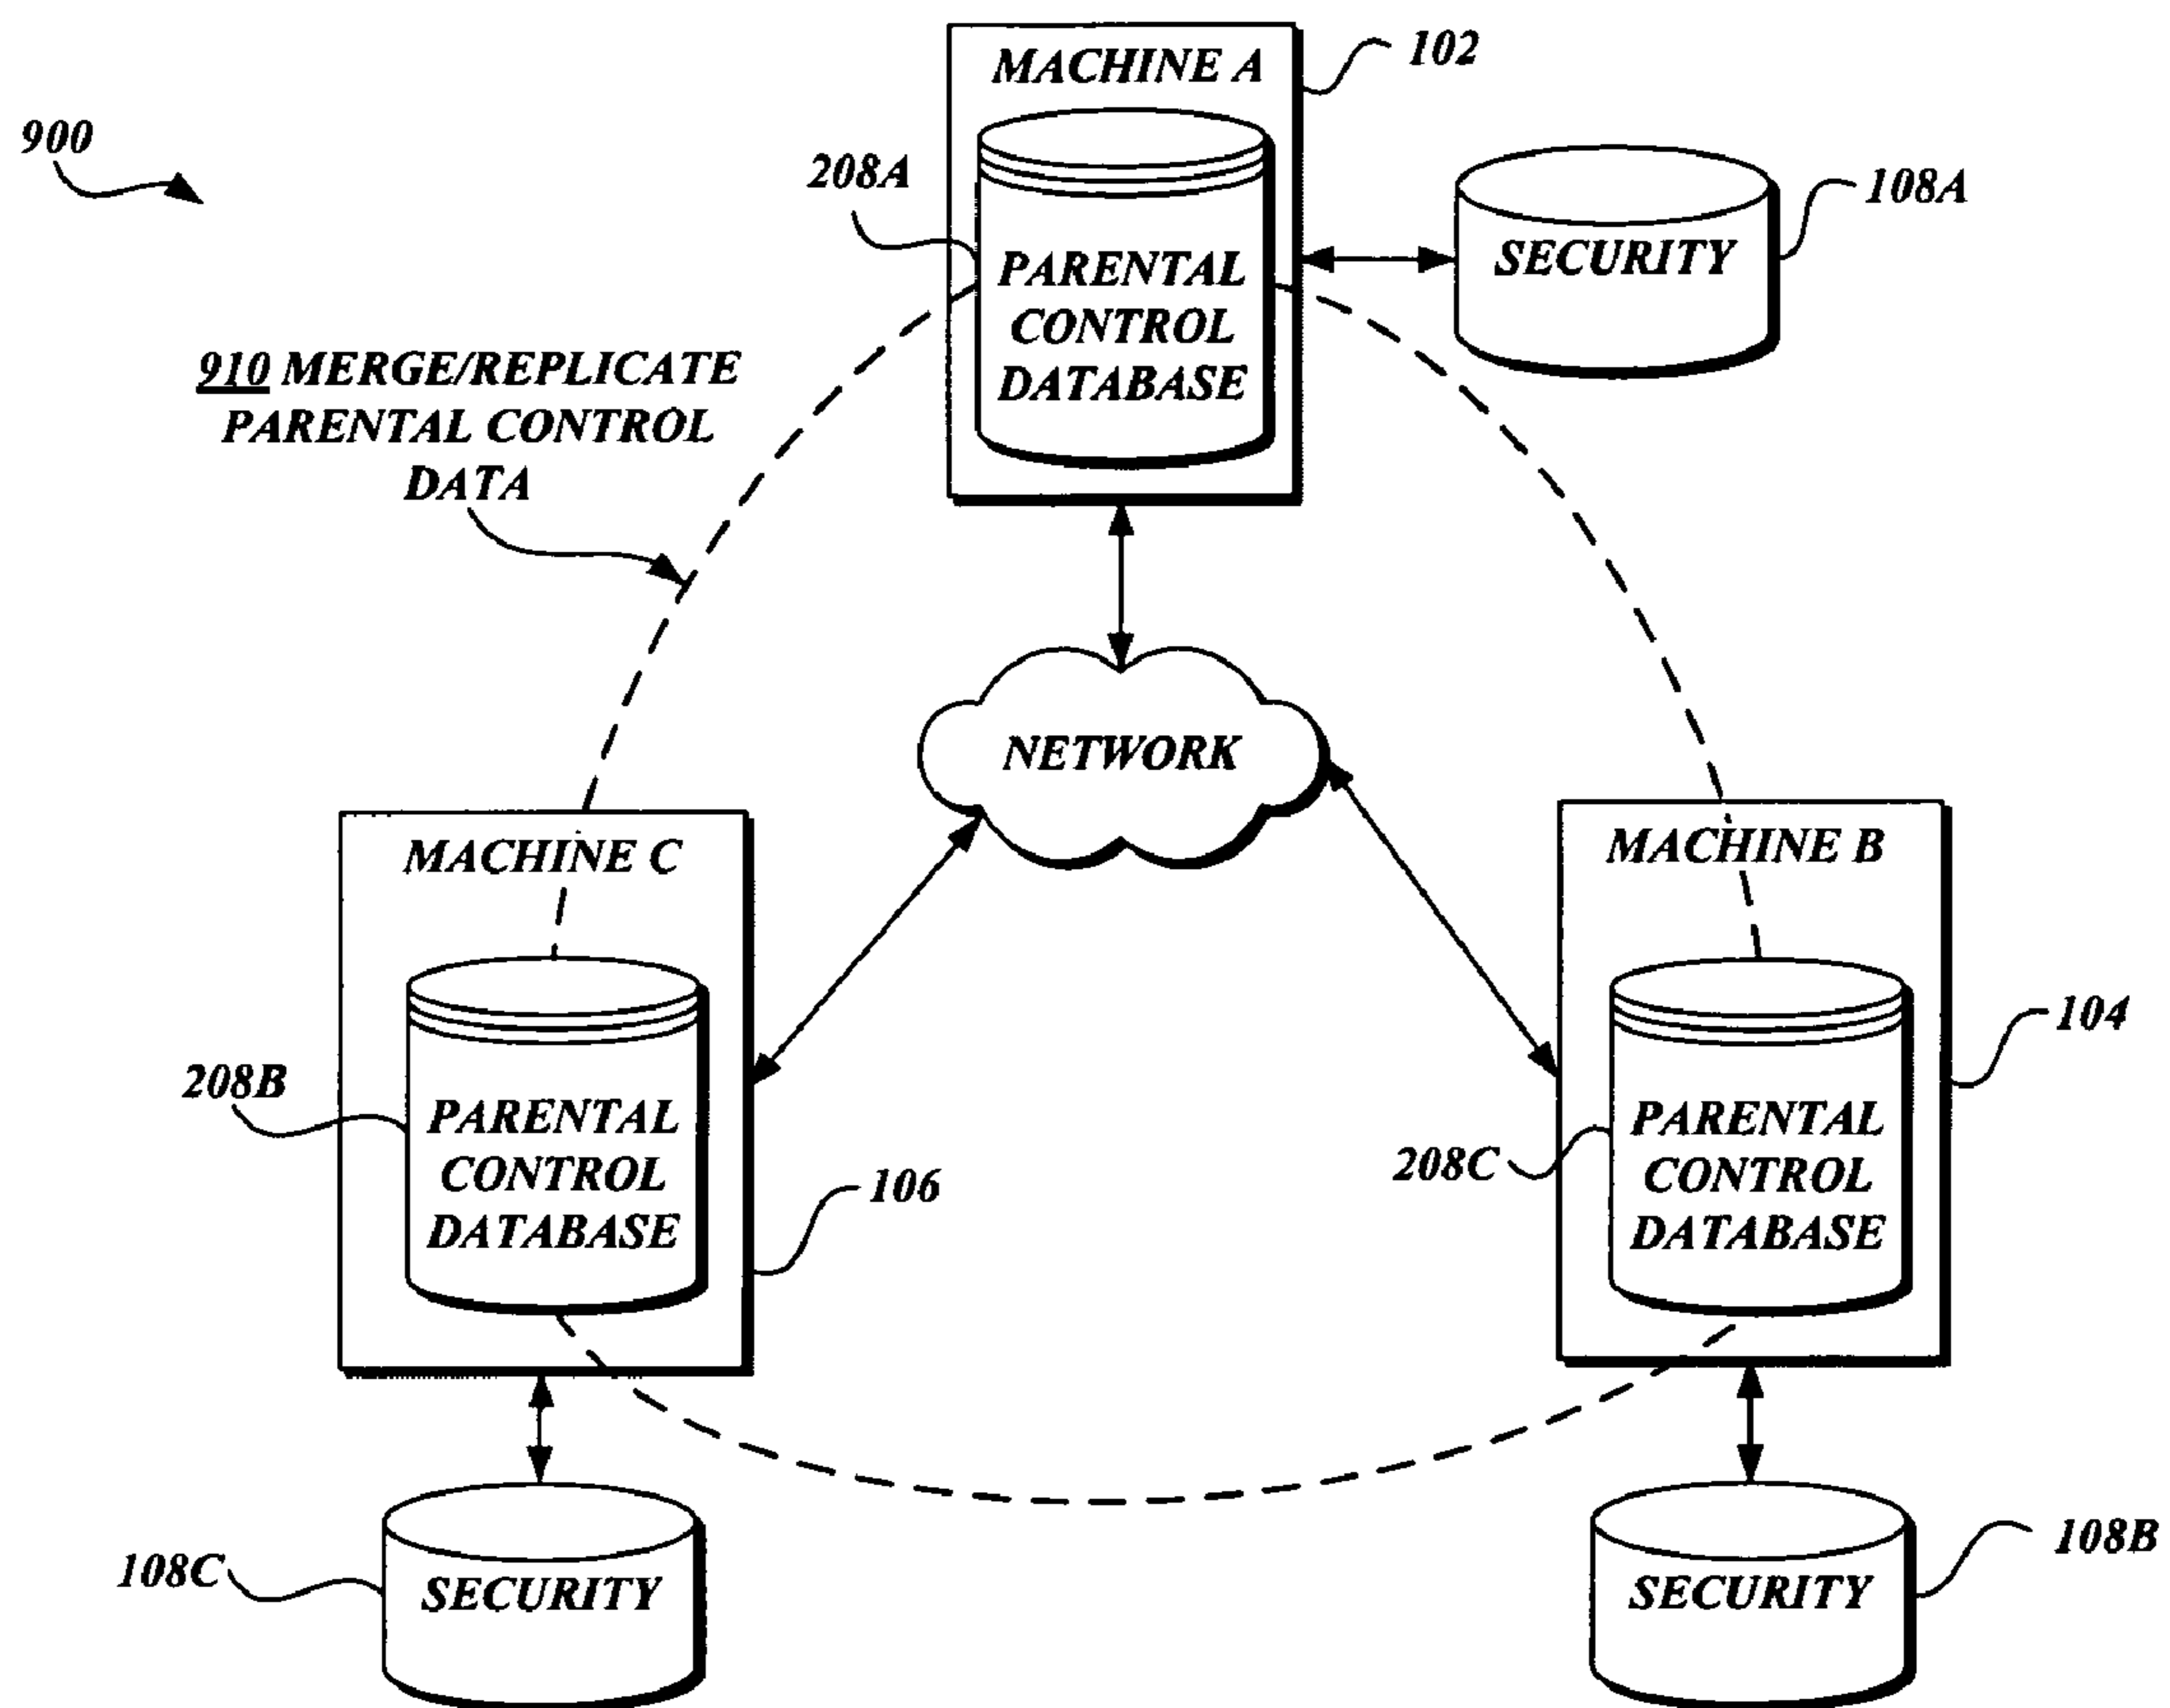 MACHINE A
102
900
208A
108A
PARENTAL
CONTROL
DATABASE
SECURITY
910 MERGE/REPLICATE
PARENTAL CONTROL
DATA
NETWORK
MACHINE C
MACHINE B
104
208B
PARENTAL
CONTROL
DATABASE
106
208C
PARENTAL
CONTROL
DATABASE
108C
SECURITY
SECURITY
108B